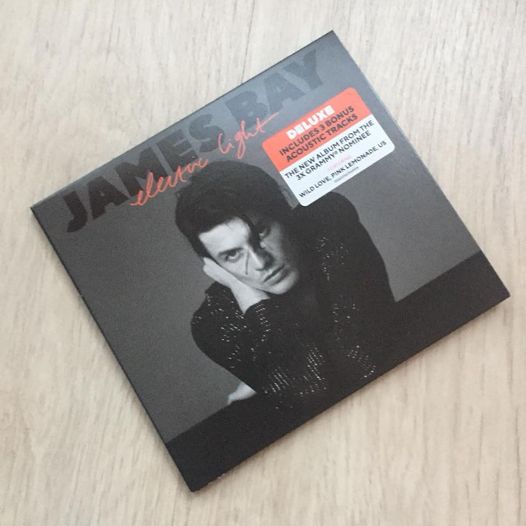 JAMES BAY
electric light
DELUXE
INCLUDES 3 BONUS
ACOUSTIC TRACKS
THE NEW ALBUM FROM THE
3X GRAMMY® NOMINEE
WILD LOVE, PINK LEMONADE, US